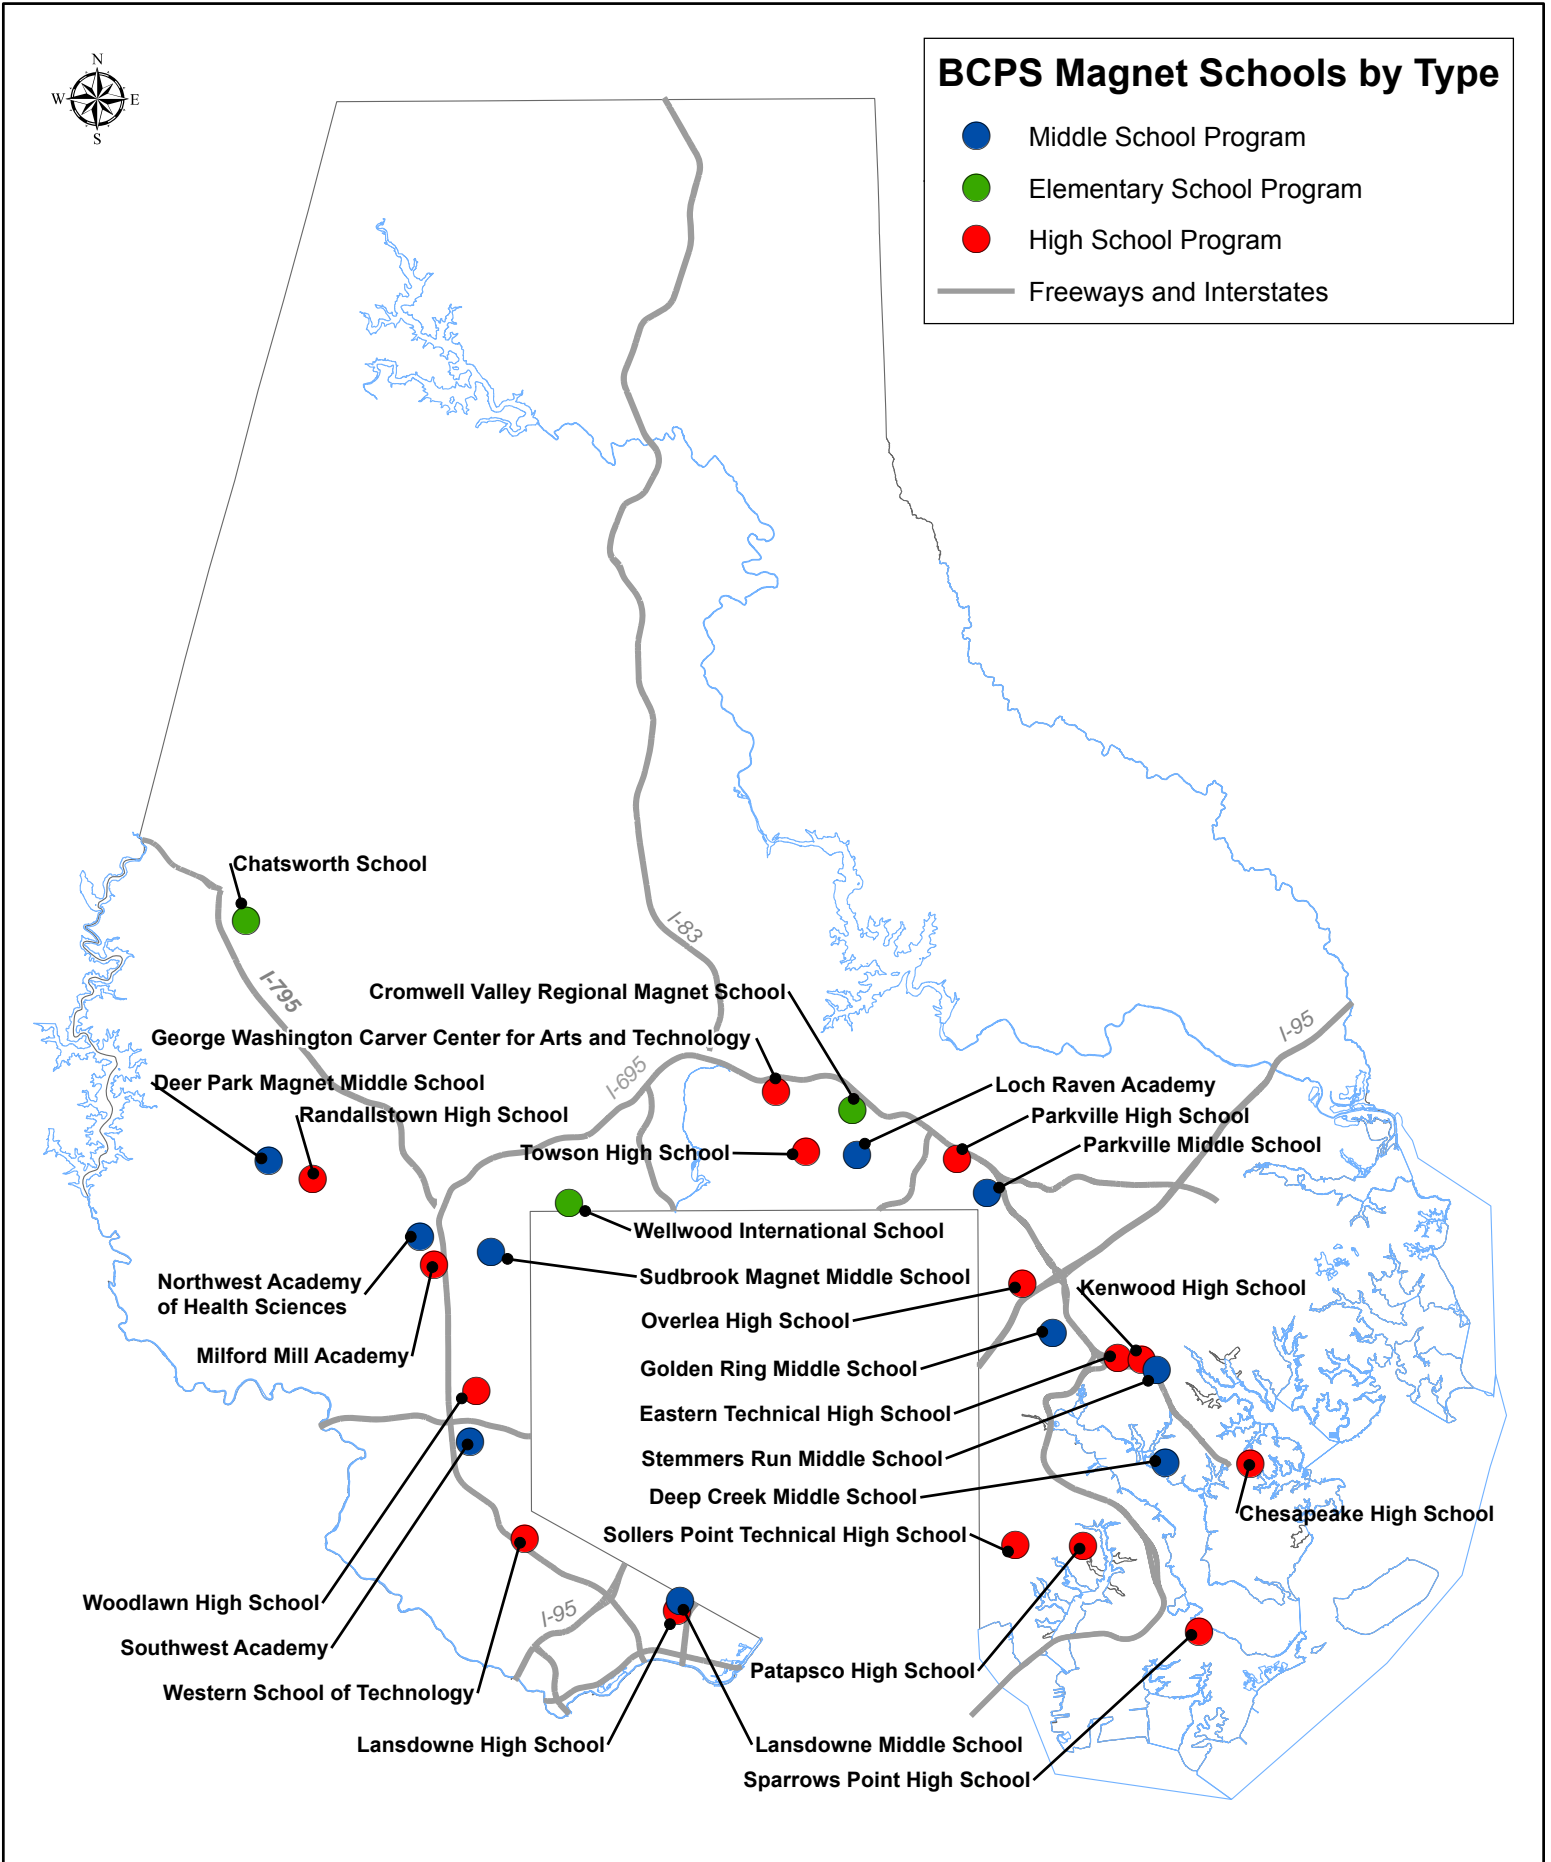 N
W
E
S
BCPS Magnet Schools by Type
Middle School Program
Elementary School Program
High School Program
Freeways and Interstates
Chatsworth School
I-83
I-795
Cromwell Valley Regional Magnet School
I-95
George Washington Carver Center for Arts and Technology
I-695
Deer Park Magnet Middle School
Loch Raven Academy
Randallstown High School
Parkville High School
Parkville Middle School
Towson High School
Wellwood International School
Sudbrook Magnet Middle School
Northwest Academy
of Health Sciences
Kenwood High School
Overlea High School
Milford Mill Academy
Golden Ring Middle School
Eastern Technical High School
Stemmers Run Middle School
Deep Creek Middle School
Chesapeake High School
Sollers Point Technical High School
Woodlawn High School
I-95
Southwest Academy
Patapsco High School
Western School of Technology
Lansdowne High School
Lansdowne Middle School
Sparrows Point High School